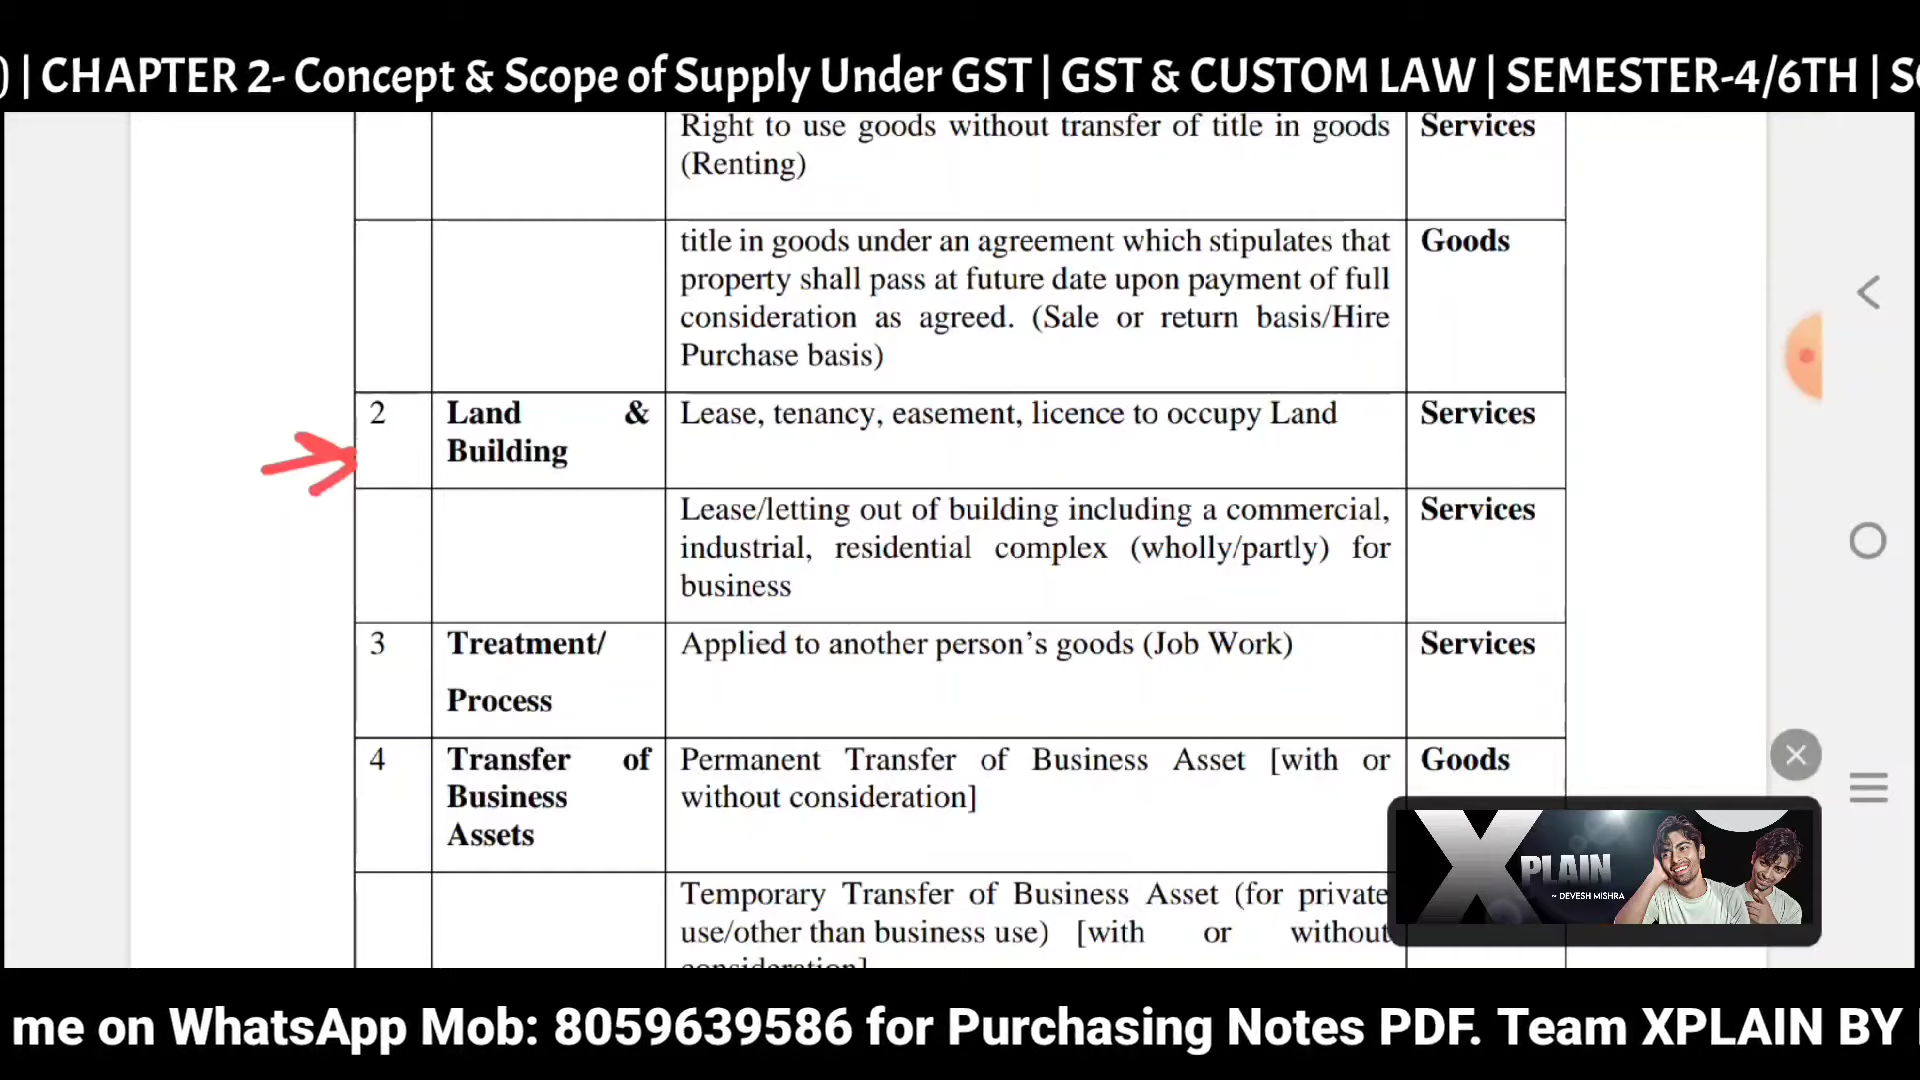 ) | CHAPTER 2- Concept & Scope of Supply Under GST | GST & CUSTOM LAW | SEMESTER-4/6TH |
Right to use goods without transfer of title in goods Services
(Renting)
title in goods under an agreement which stipulates that Goods
property shall pass at future date upon payment of full
consideration as agreed. (Sale or return basis/Hire
Purchase basis)
2 Land & Lease, tenancy, easement, licence to occupy Land Services
Building
Lease/letting out of building including a commercial, Services
industrial, residential complex (wholly/partly) for
business
3 Treatment/ Applied to another person’s goods (Job Work) Services
Process
4 Transfer of Permanent Transfer of Business Asset [with or Goods
Business without consideration]
Assets
Temporary Transfer of Business Asset (for private
use/other than business use) [with or without
consideration]
X PLAIN
~ DEVESH MISHRA
me on WhatsApp Mob: 8059639586 for Purchasing Notes PDF. Team XPLAIN BY